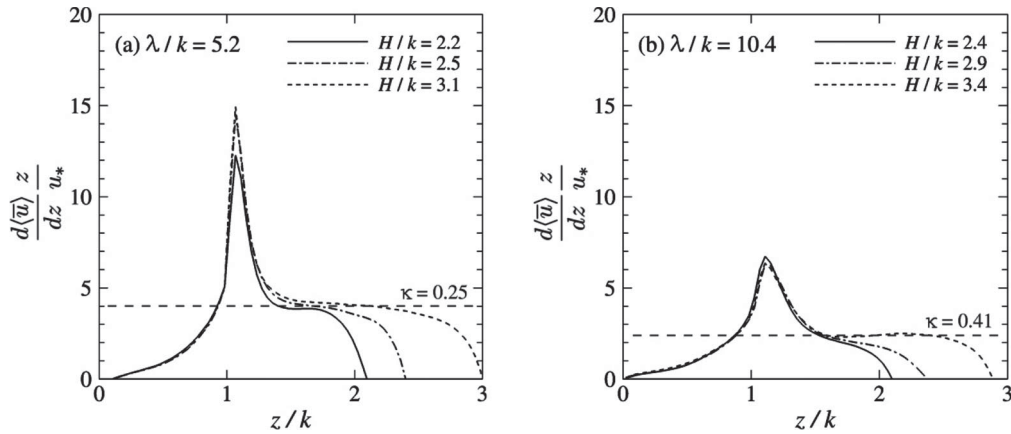 20
(a) λ/k = 5.2
H/k = 2.2
H/k = 2.5
H/k = 3.1
15
10
5
0
d⟨u̅⟩/dz z/u*
κ = 0.25
0 1 2 3
z/k
20
(b) λ/k = 10.4
H/k = 2.4
H/k = 2.9
H/k = 3.4
15
10
5
0
d⟨u̅⟩/dz z/u*
κ = 0.41
0 1 2 3
z/k